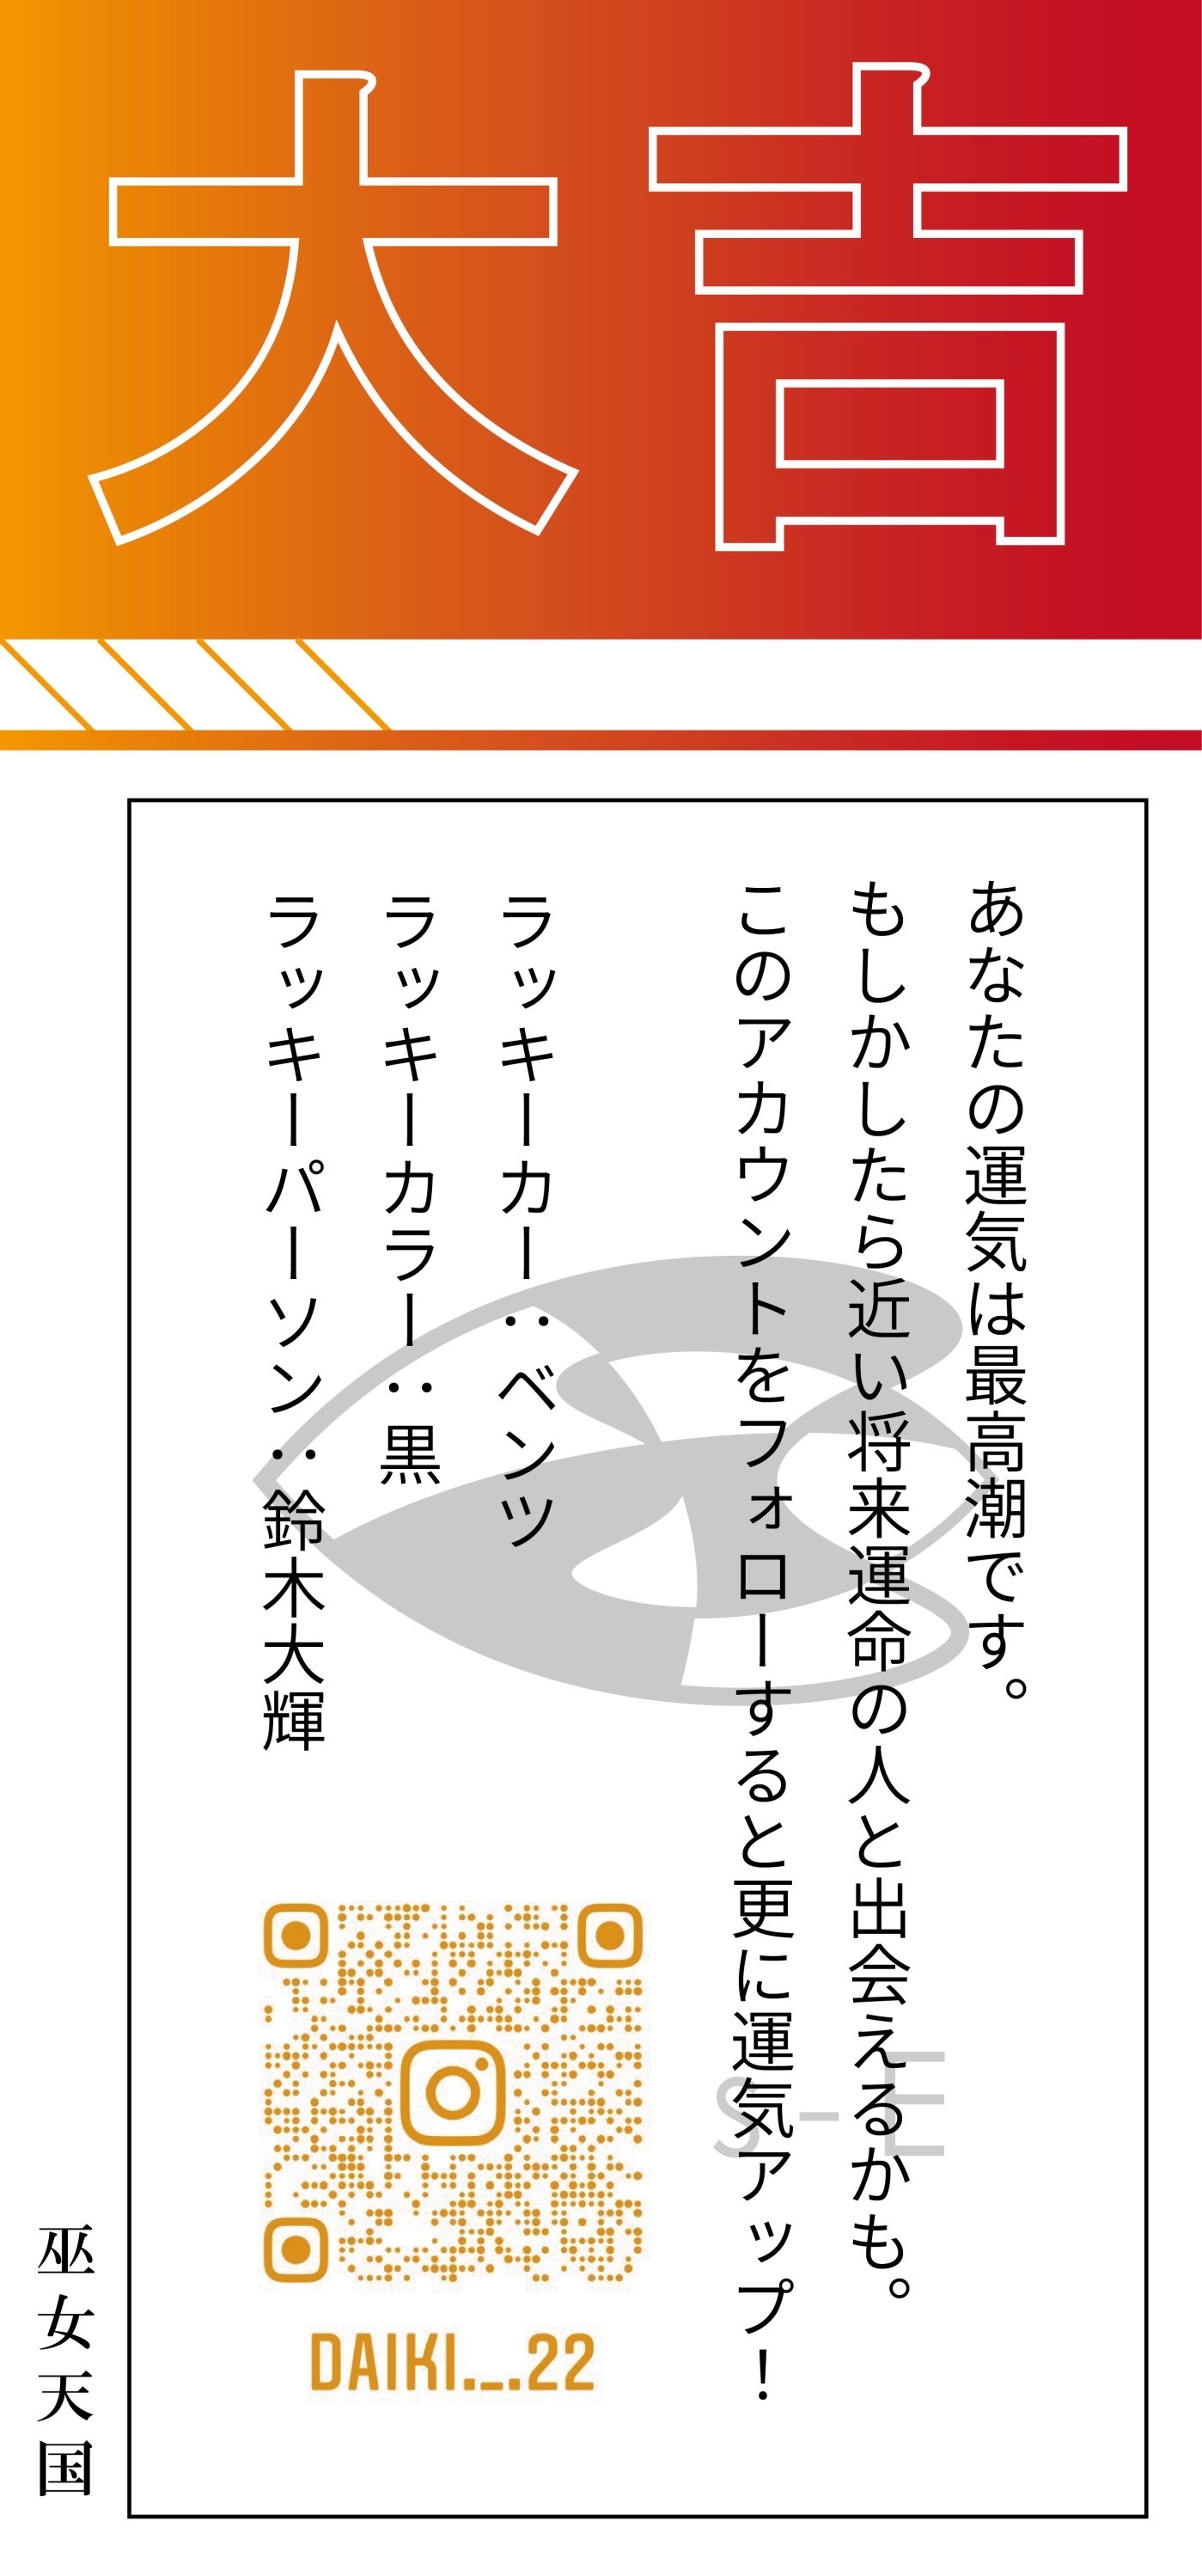 大吉
あなたの運気は最高潮です。
もしかしたら近い将来運命の人と出会えるかも。
このアカウントをフォローすると更に運気アップ！
ラッキーカー：ベンツ
ラッキーカラー：黒
ラッキーパーソン：鈴木大輝
S-E
DAIKI._.22
巫女天国